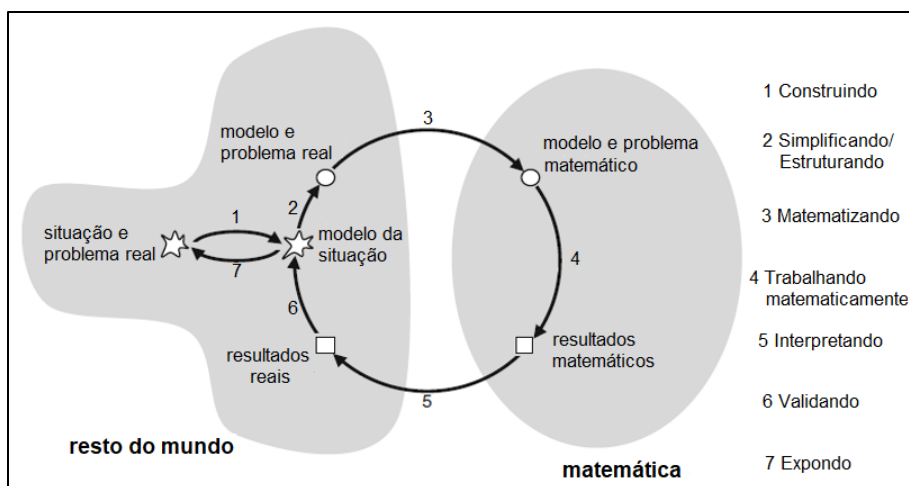 3
modelo e
problema real
modelo e problema
matemático
2
1
situação e
problema real
modelo da
situação
7
4
6
resultados
reais
resultados
matemáticos
5
resto do mundo
matemática
1 Construindo
2 Simplificando/
Estruturando
3 Matematizando
4 Trabalhando
matematicamente
5 Interpretando
6 Validando
7 Expondo